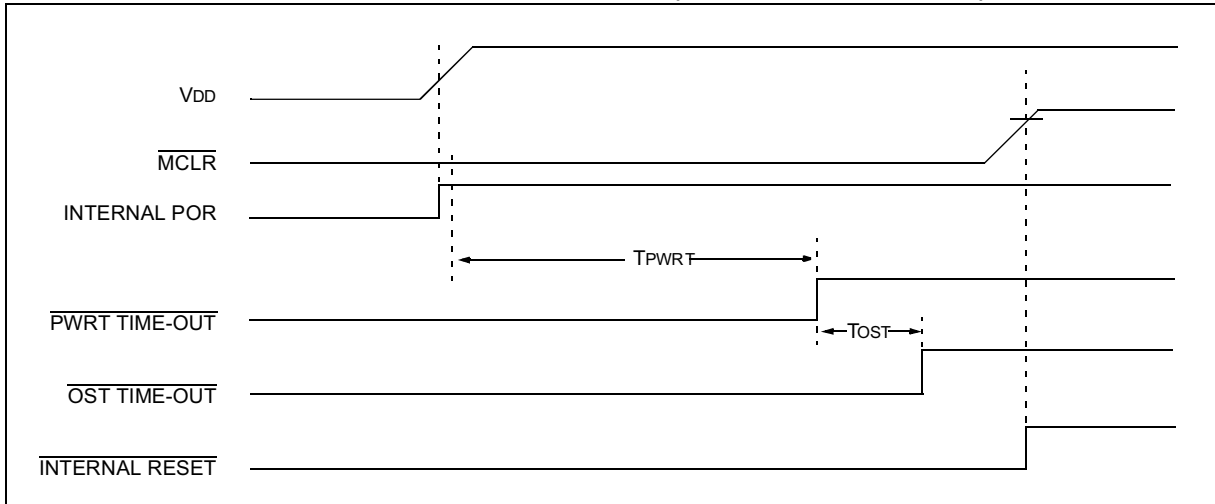 VDD
MCLR
INTERNAL POR
TPWRT
PWRT TIME-OUT
TOST
OST TIME-OUT
INTERNAL RESET